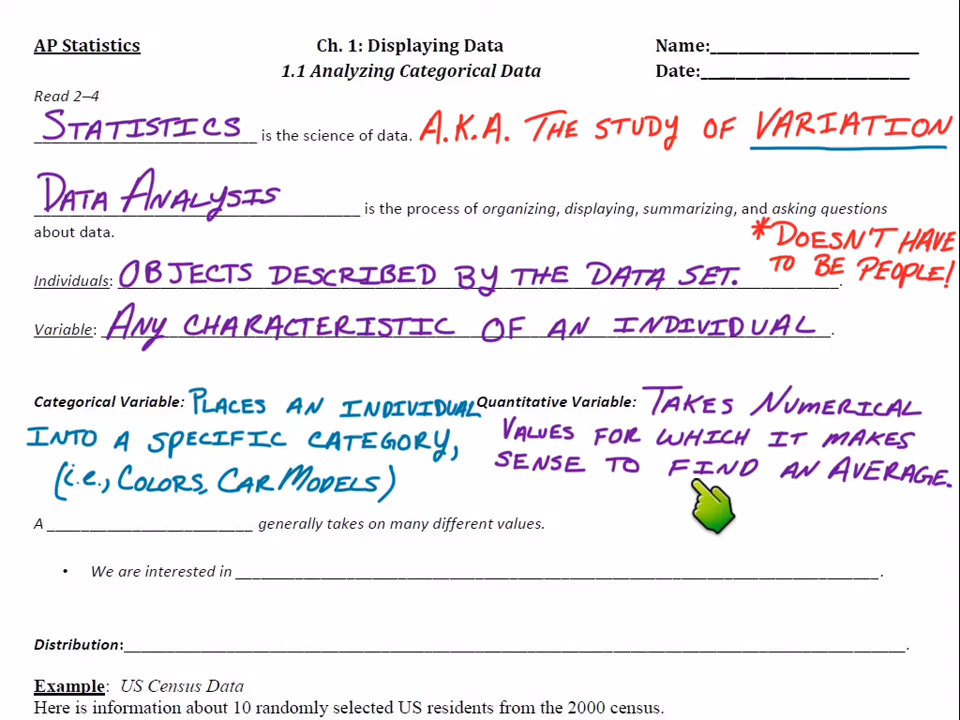 AP Statistics Ch. 1: Displaying Data Name:____________________
1.1 Analyzing Categorical Data Date:____________________
Read 2–4
STATISTICS is the science of data. A.K.A. THE STUDY OF VARIATION
DATA ANALYSIS is the process of organizing, displaying, summarizing, and asking questions
about data. *DOESN'T HAVE
TO BE PEOPLE!
Individuals: OBJECTS DESCRIBED BY THE DATA SET. .
Variable: ANY CHARACTERISTIC OF AN INDIVIDUAL .
Categorical Variable: PLACES AN INDIVIDUAL
INTO A SPECIFIC CATEGORY,
(i.e., COLORS, CAR MODELS)
Quantitative Variable: TAKES NUMERICAL
VALUES FOR WHICH IT MAKES
SENSE TO FIND AN AVERAGE.
A ____________________ generally takes on many different values.
• We are interested in ____________________.
Distribution:____________________.
Example: US Census Data
Here is information about 10 randomly selected US residents from the 2000 census.